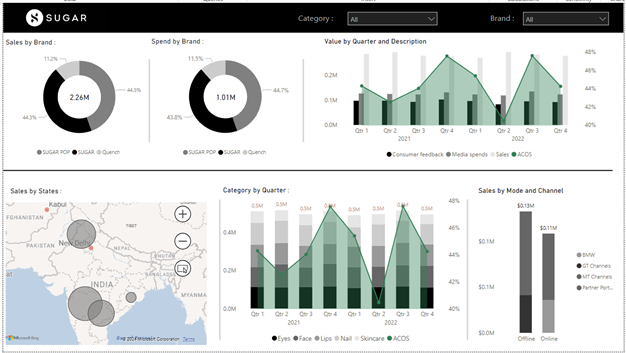 SUGAR
Category :
All
Brand :
All
Sales by Brand :
Spend by Brand :
Value by Quarter and Description
11.2%
2.26M
44.5%
44.3%
SUGAR POP SUGAR Quench
11.5%
1.01M
44.7%
43.8%
SUGAR POP SUGAR Quench
0.2M
0.1M
0.0M
48%
46%
44%
42%
40%
Qtr 1 Qtr 2 Qtr 3 Qtr 4 Qtr 1 Qtr 2 Qtr 3 Qtr 4
2021 2022
Consumer feedback Media spends Sales ACOS
Sales by States :
Kabul
AFGHANISTAN
New Delhi
PAKISTAN
NEPAL
BHUTAN
BANGLADESH
INDIA
MYANMA
Microsoft Bing
Category by Quarter :
0.5M 0.5M 0.5M 0.5M 0.5M 0.5M 0.5M
0.4M
0.2M
0.0M
48%
46%
44%
42%
40%
Qtr 1 Qtr 2 Qtr 3 Qtr 4 Qtr 1 Qtr 2 Qtr 3 Qtr 4
2021 2022
Eyes Face Lips Nail Skincare ACOS
Sales by Mode and Channel
$0.13M
$0.11M
$0.1M
$0.1M
$0.0M
Offline Online
BMW
GT Channels
MT Channels
Partner Port...